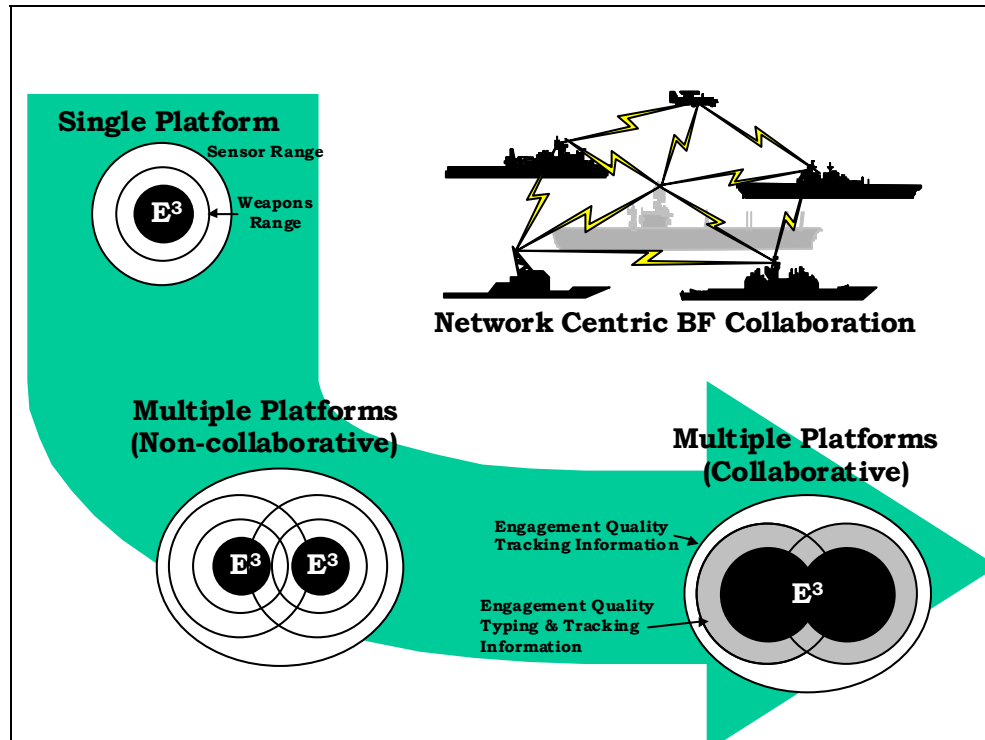 Single Platform
Sensor Range
Weapons
Range
E³
Network Centric BF Collaboration
Multiple Platforms
(Non-collaborative)
E³ E³
Multiple Platforms
(Collaborative)
Engagement Quality
Tracking Information
E³
Engagement Quality
Typing & Tracking
Information